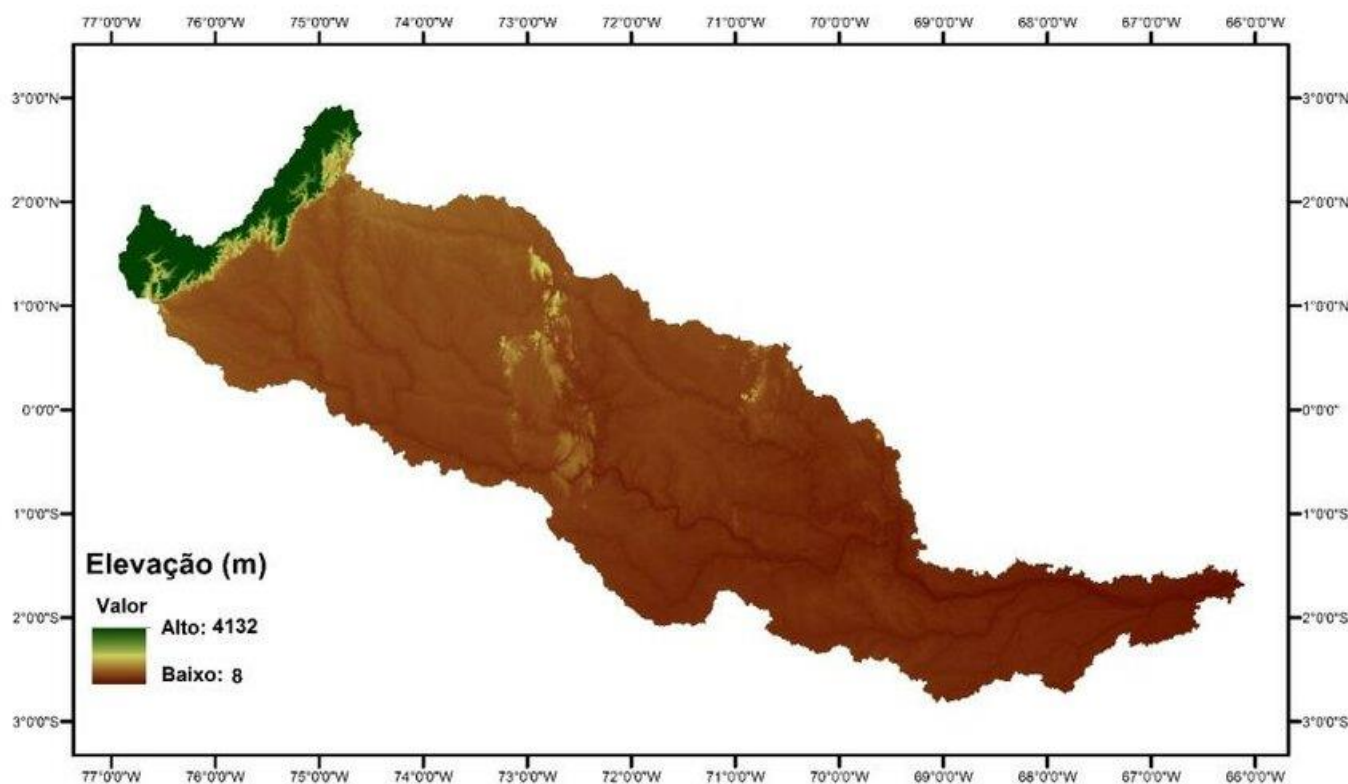 77°0'0"W 76°0'0"W 75°0'0"W 74°0'0"W 73°0'0"W 72°0'0"W 71°0'0"W 70°0'0"W 69°0'0"W 68°0'0"W 67°0'0"W 66°0'0"W
3°0'0"N 3°0'0"N
2°0'0"N 2°0'0"N
1°0'0"N 1°0'0"N
0°0'0" 0°0'0"
1°0'0"S 1°0'0"S
Elevação (m)
Valor
2°0'0"S 2°0'0"S
Alto: 4132
Baixo: 8
3°0'0"S 3°0'0"S
77°0'0"W 76°0'0"W 75°0'0"W 74°0'0"W 73°0'0"W 72°0'0"W 71°0'0"W 70°0'0"W 69°0'0"W 68°0'0"W 67°0'0"W 66°0'0"W